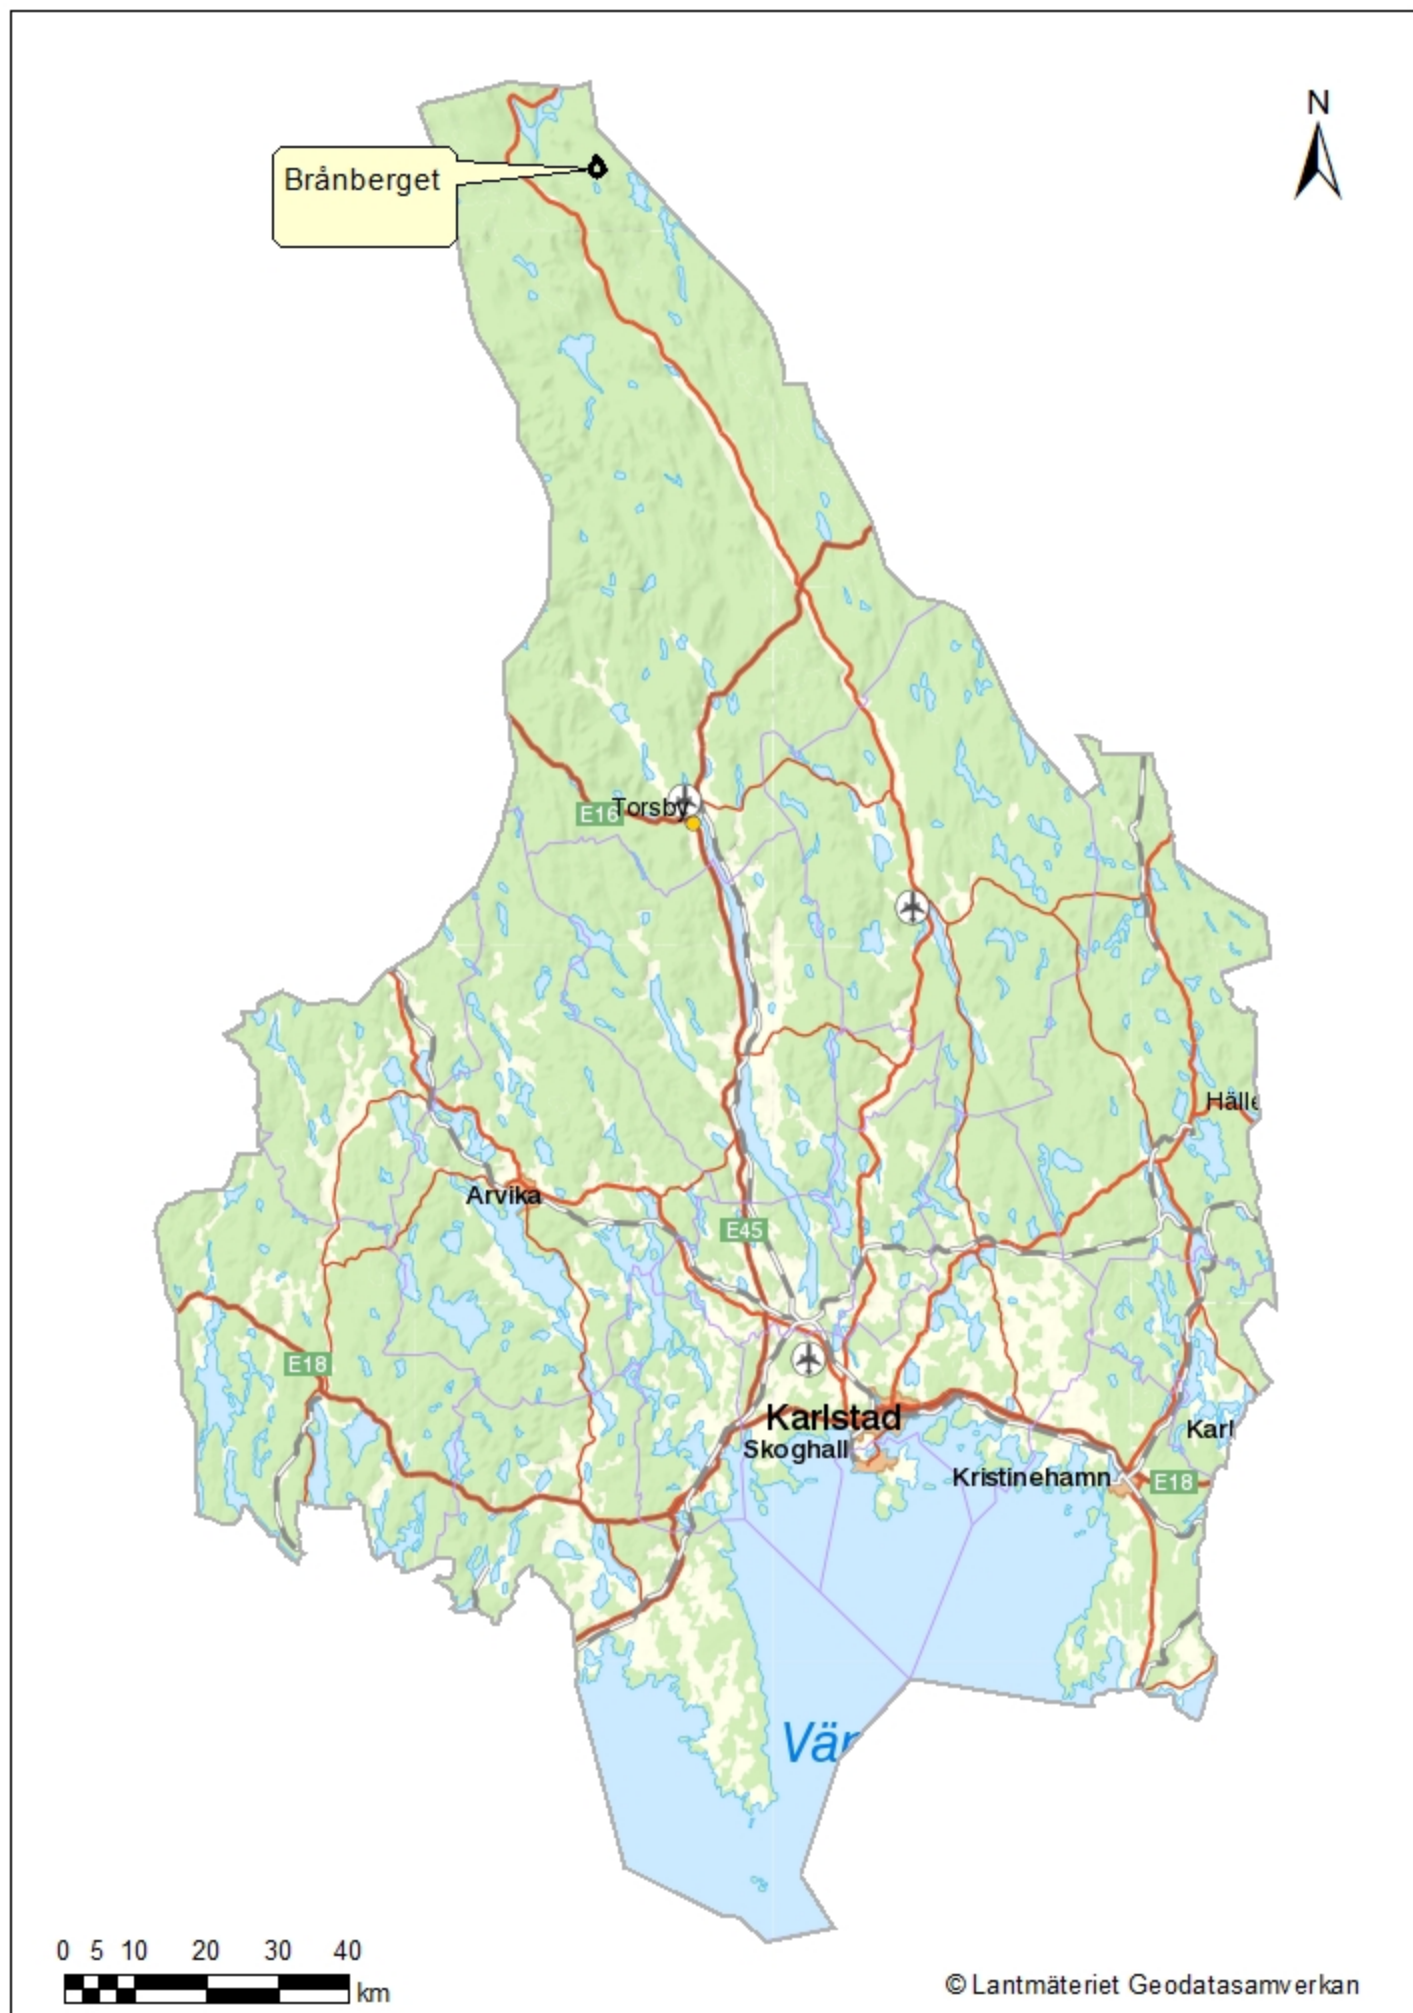 N
Brånberget
E16
Torsby
Hälle
Arvika
E45
E18
Karlstad
Karl
Skoghall
Kristinehamn
E18
Vär
0 5 10 20 30 40
km
© Lantmäteriet Geodatasamverkan